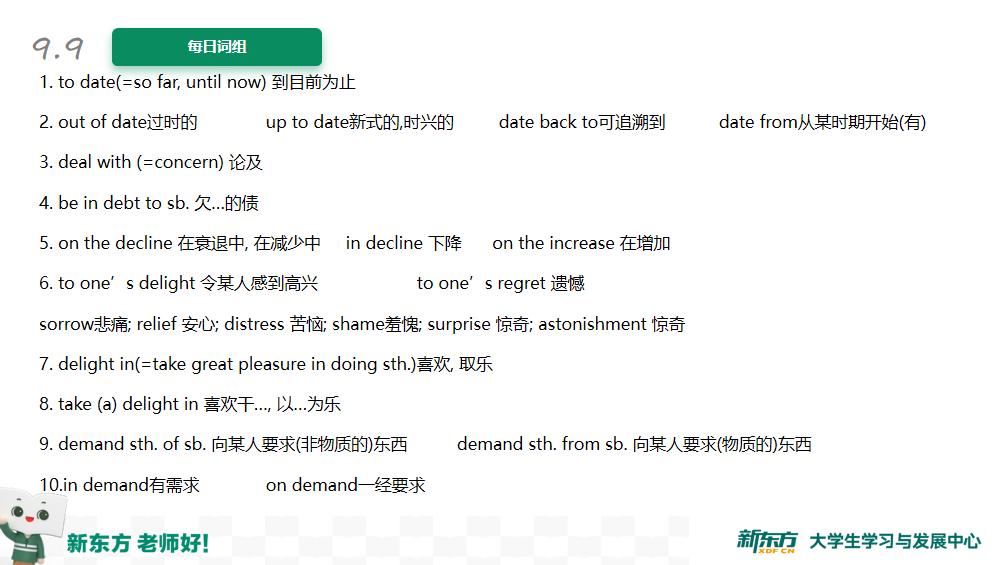 9.9
每日词组
1. to date(=so far, until now) 到目前为止
2. out of date过时的 up to date新式的,时兴的 date back to可追溯到 date from从某时期开始(有)
3. deal with (=concern) 论及
4. be in debt to sb. 欠…的债
5. on the decline 在衰退中, 在减少中 in decline 下降 on the increase 在增加
6. to one’s delight 令某人感到高兴 to one’s regret 遗憾
sorrow悲痛; relief 安心; distress 苦恼; shame羞愧; surprise 惊奇; astonishment 惊奇
7. delight in(=take great pleasure in doing sth.)喜欢, 取乐
8. take (a) delight in 喜欢干…, 以…为乐
9. demand sth. of sb. 向某人要求(非物质的)东西 demand sth. from sb. 向某人要求(物质的)东西
10.in demand有需求 on demand一经要求
新东方 老师好!
新东方 XDF.CN 大学生学习与发展中心